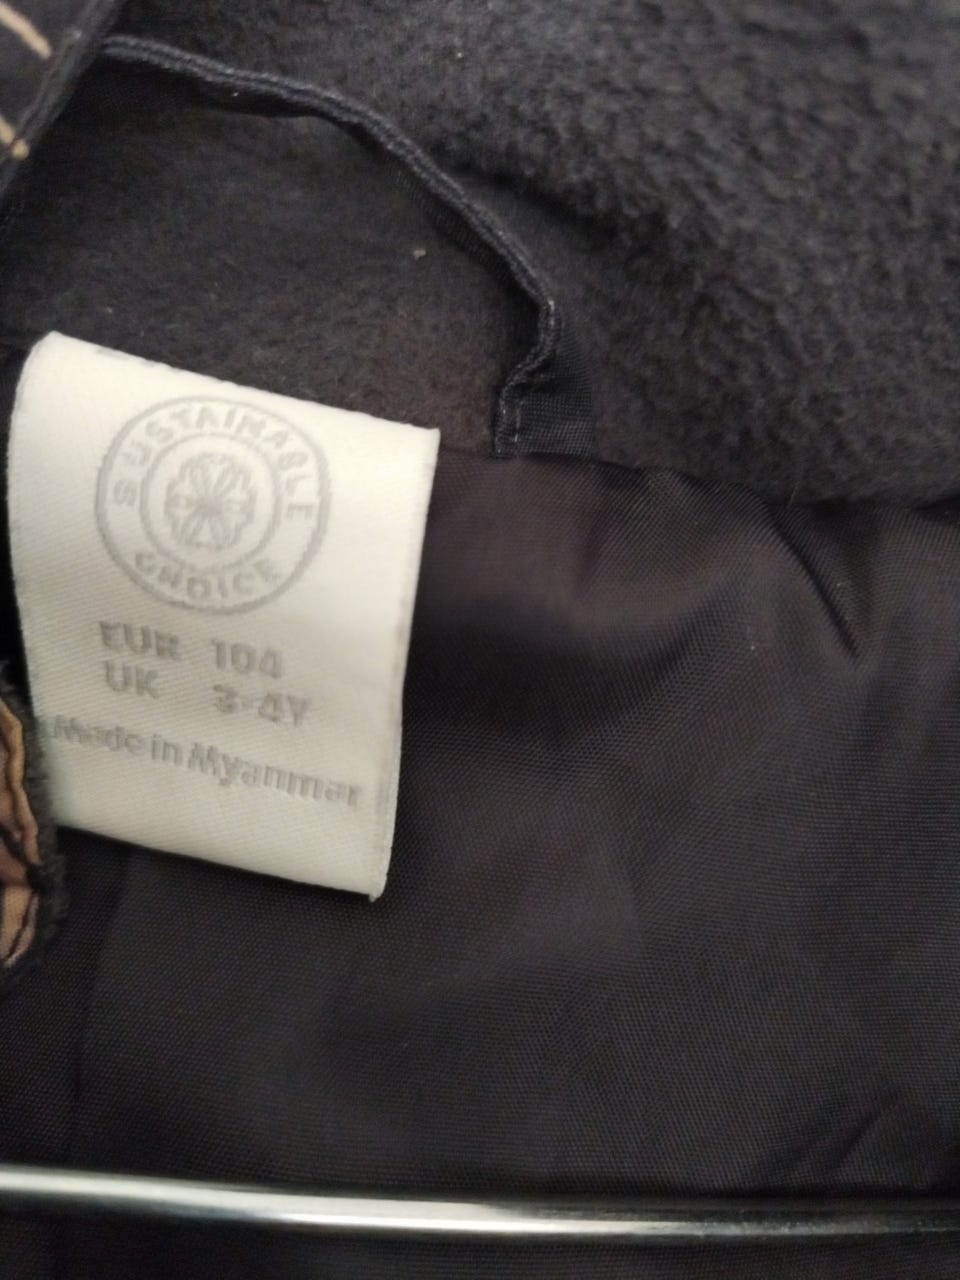 SUSTAINABLE
CHOICE
EUR 104
UK 3-4Y
Made in Myanmar